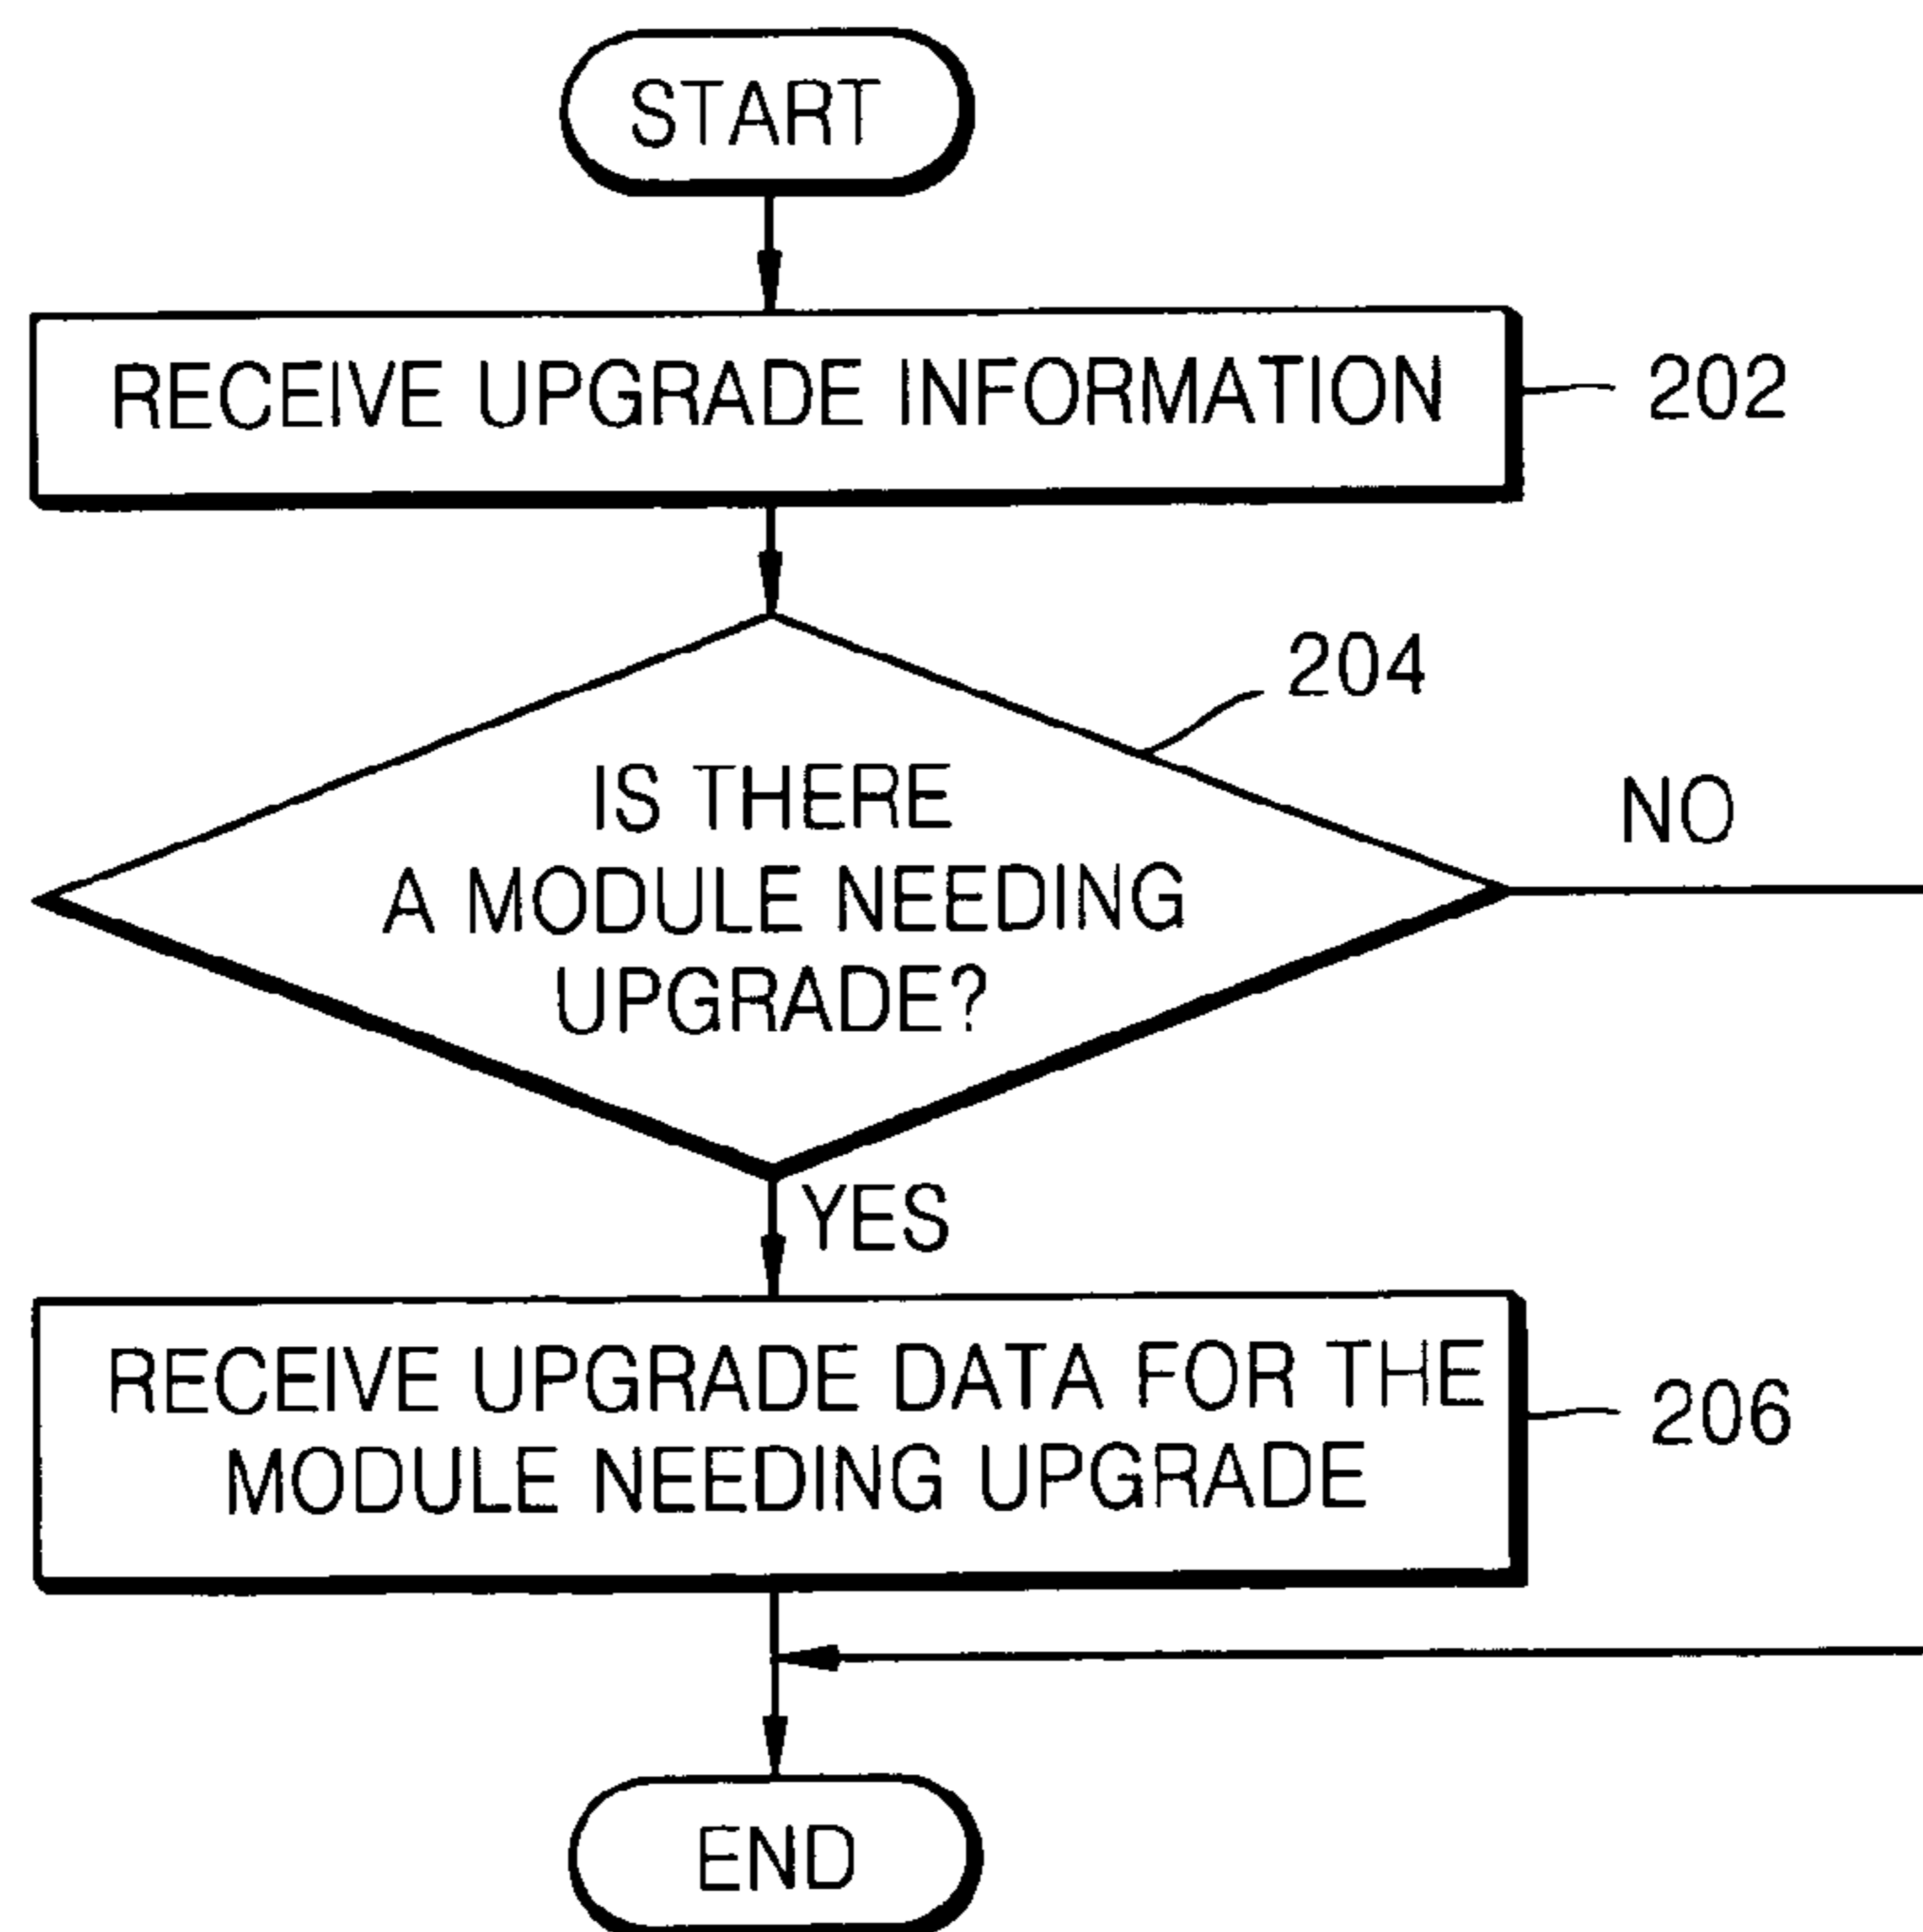 START
RECEIVE UPGRADE INFORMATION
202
204
IS THERE
A MODULE NEEDING
UPGRADE?
NO
YES
RECEIVE UPGRADE DATA FOR THE
MODULE NEEDING UPGRADE
206
END